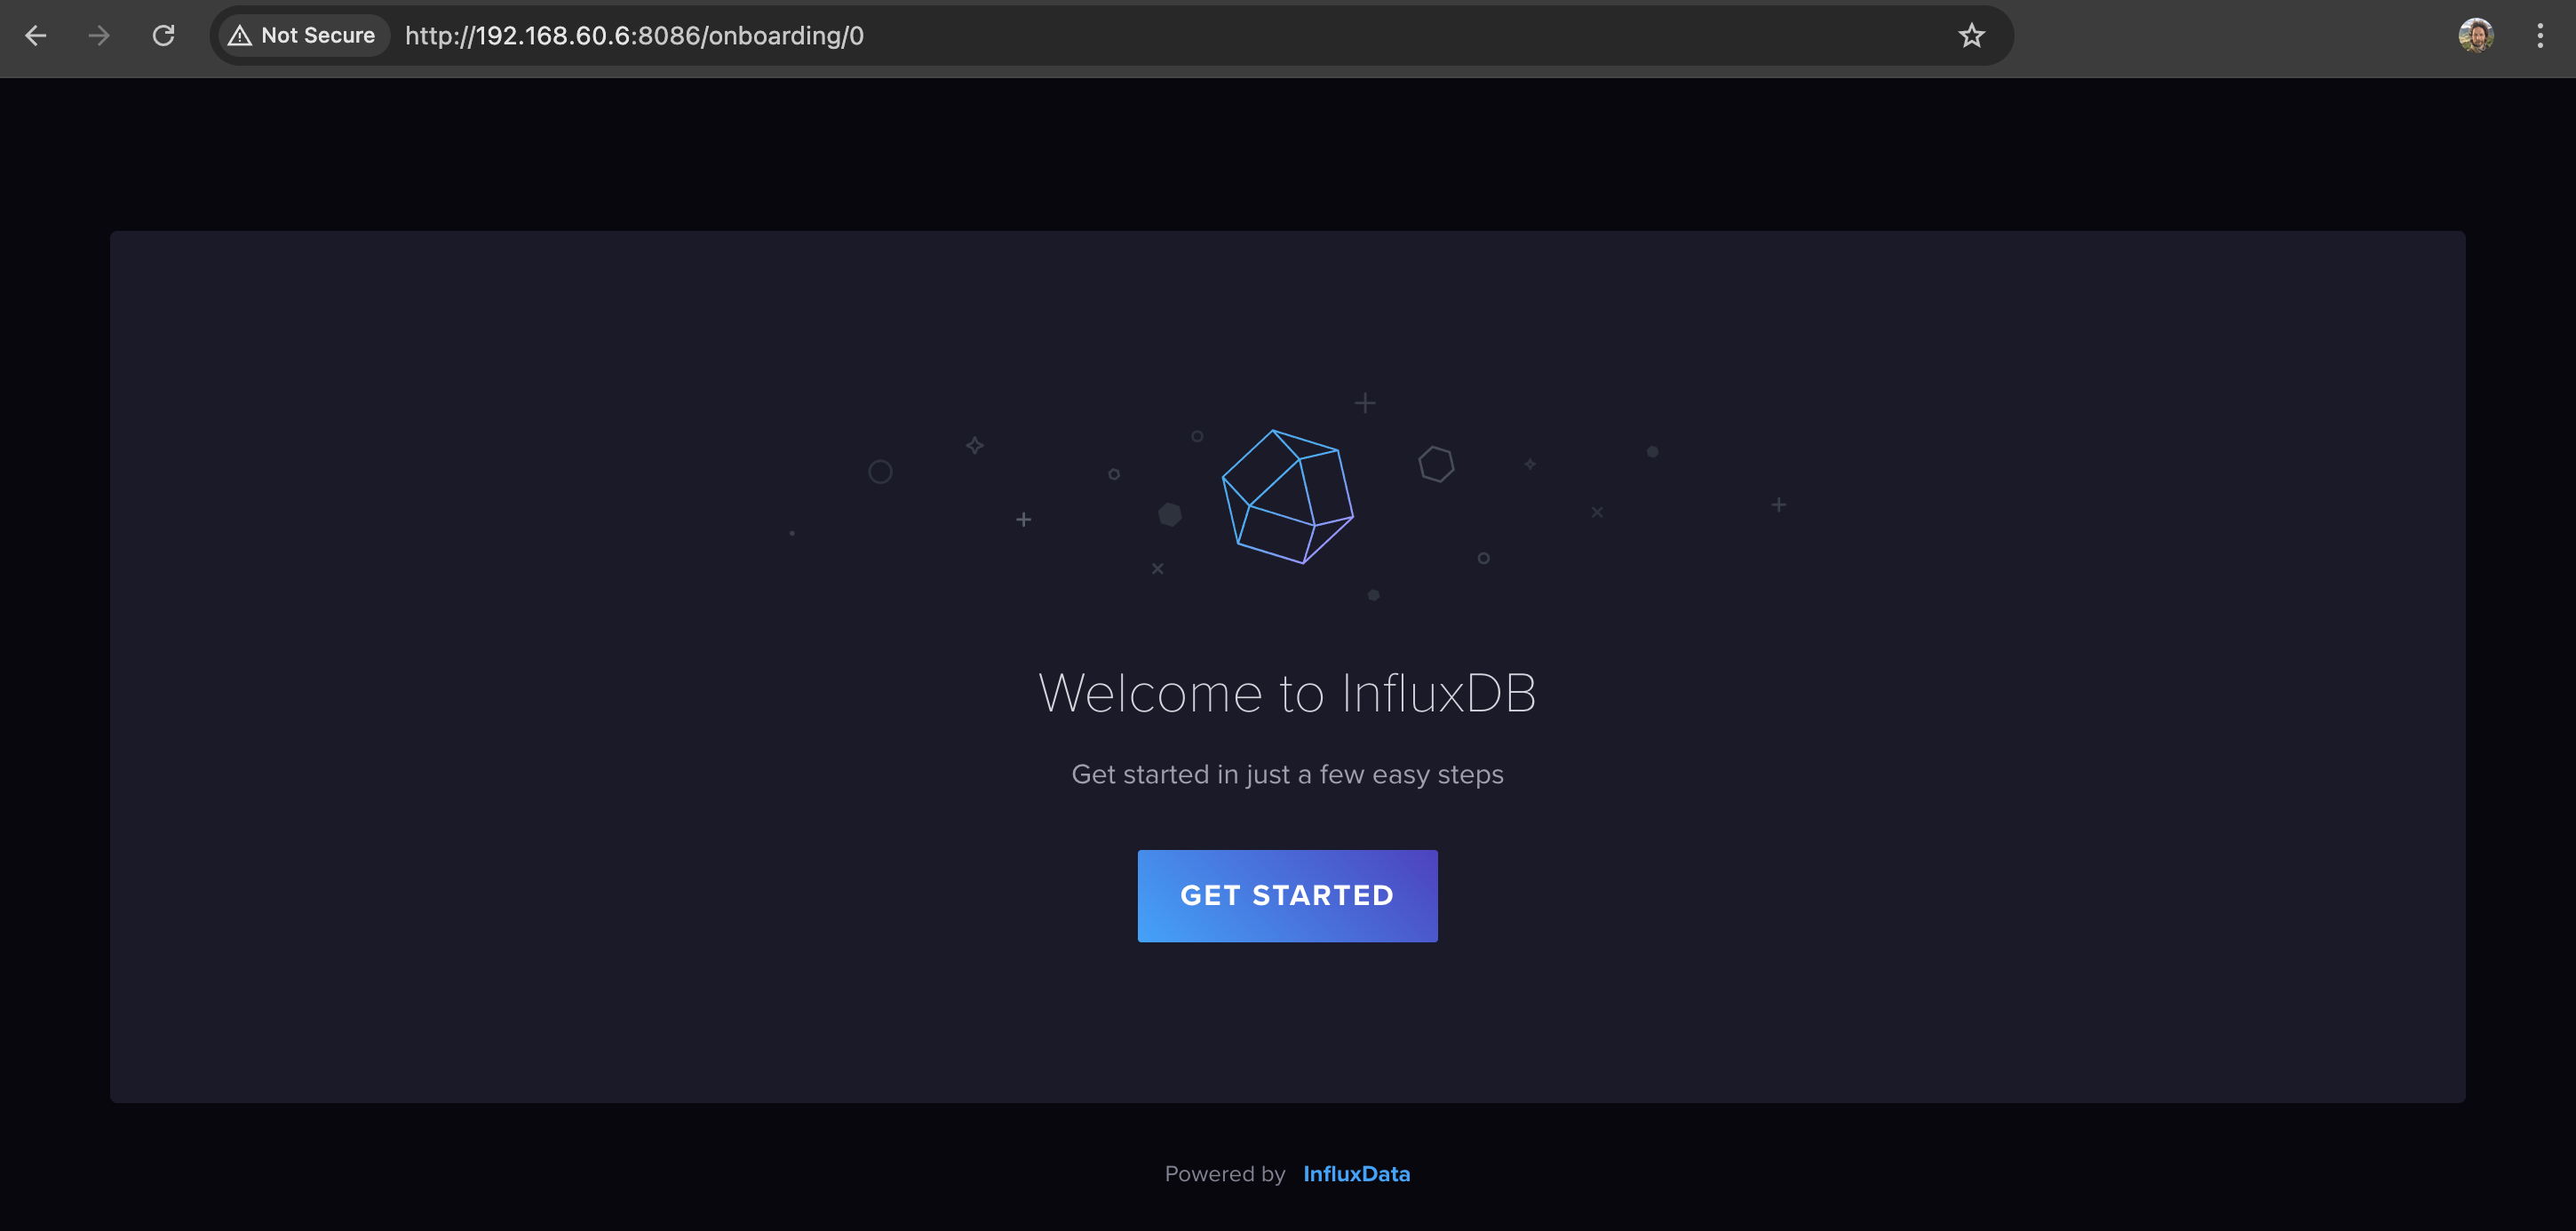 Not Secure http://192.168.60.6:8086/onboarding/0
Welcome to InfluxDB
Get started in just a few easy steps
GET STARTED
Powered by InfluxData